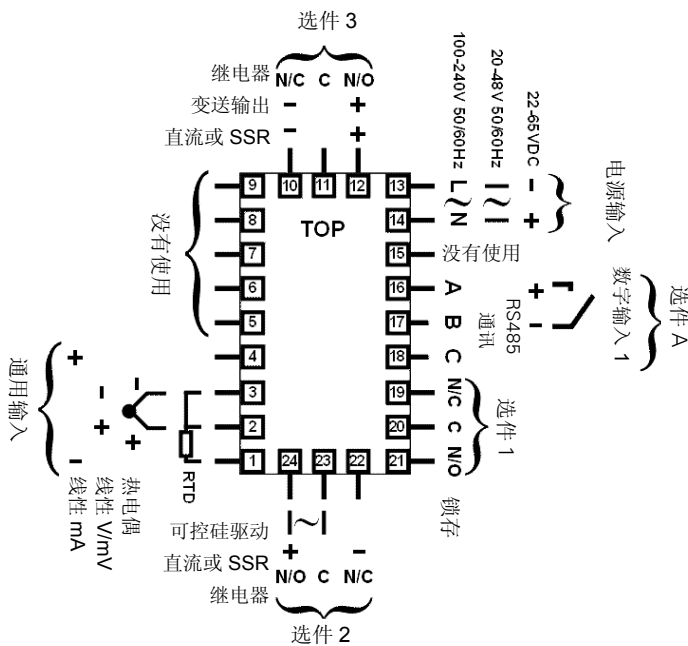 选件 3
继电器 N/C C N/O
变送输出 - +
直流或 SSR - +
100-240V 50/60Hz
20-48V 50/60Hz
22-65VDC
L ~ N
~
- +
电源输入
9 10 11 12 13
8 TOP 14
7 15 没有使用
6 16 A
5 17 B
4 18 C
3 19 N/C
2 20 C
1 24 23 22 21 N/O
没有使用
+ -
RS485
通讯
数字输入 1
选件 A
选件 1
锁存
通用输入
+ -
线性 mA
- +
线性 V/mV
- +
热电偶
RTD
可控硅驱动 ~
直流或 SSR + -
继电器 N/O C N/C
选件 2